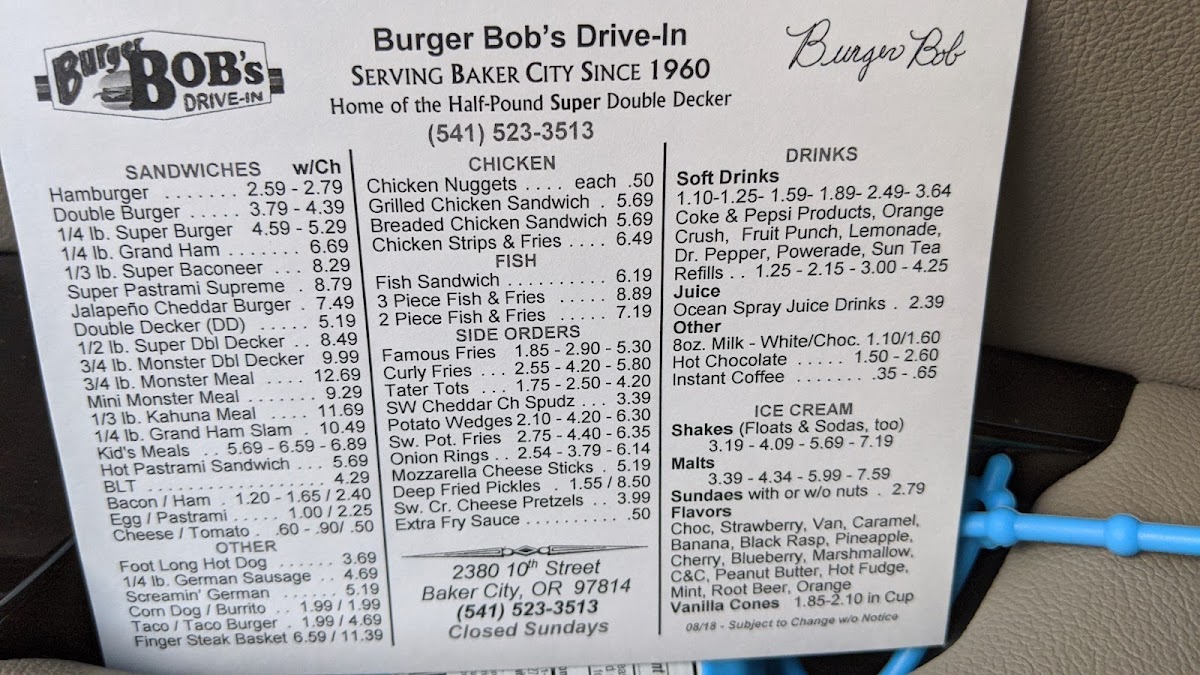 Burger BOB's DRIVE-IN
Burger Bob's Drive-In
SERVING BAKER CITY SINCE 1960
Home of the Half-Pound Super Double Decker
(541) 523-3513
Burger Bob
SANDWICHES w/Ch
Hamburger ....... 2.59 - 2.79
Double Burger ..... 3.79 - 4.39
1/4 lb. Super Burger 4.59 - 5.29
1/4 lb. Grand Ham ....... 6.69
1/3 lb. Super Baconeer ... 8.29
Super Pastrami Supreme . 8.79
Jalapeño Cheddar Burger . 7.49
Double Decker (DD) ..... 5.19
1/2 lb. Super Dbl Decker .. 8.49
3/4 lb. Monster Dbl Decker 9.99
3/4 lb. Monster Meal .... 12.69
Mini Monster Meal ....... 9.29
1/3 lb. Kahuna Meal .... 11.69
1/4 lb. Grand Ham Slam . 10.49
Kid's Meals .. 5.69 - 6.59 - 6.89
Hot Pastrami Sandwich ... 5.69
BLT .................. 4.29
Bacon / Ham . 1.20 - 1.65 / 2.40
Egg / Pastrami ..... 1.00 / 2.25
Cheese / Tomato . .60 - .90/ .50
OTHER
Foot Long Hot Dog ...... 3.69
1/4 lb. German Sausage .. 4.69
Screamin' German ...... 5.19
Corn Dog / Burrito .. 1.99 / 1.99
Taco / Taco Burger . 1.99 / 4.69
Finger Steak Basket 6.59 / 11.39
CHICKEN
Chicken Nuggets .... each .50
Grilled Chicken Sandwich . 5.69
Breaded Chicken Sandwich 5.69
Chicken Strips & Fries .... 6.49
FISH
Fish Sandwich .......... 6.19
3 Piece Fish & Fries ..... 8.89
2 Piece Fish & Fries ..... 7.19
SIDE ORDERS
Famous Fries 1.85 - 2.90 - 5.30
Curly Fries ... 2.55 - 4.20 - 5.80
Tater Tots ... 1.75 - 2.50 - 4.20
SW Cheddar Ch Spudz ... 3.39
Potato Wedges 2.10 - 4.20 - 6.30
Sw. Pot. Fries 2.75 - 4.40 - 6.35
Onion Rings .. 2.54 - 3.79 - 6.14
Mozzarella Cheese Sticks . 5.19
Deep Fried Pickles . 1.55 / 8.50
Sw. Cr. Cheese Pretzels ... 3.99
Extra Fry Sauce .......... .50
2380 10th Street
Baker City, OR 97814
(541) 523-3513
Closed Sundays
DRINKS
Soft Drinks
1.10-1.25- 1.59- 1.89- 2.49- 3.64
Coke & Pepsi Products, Orange
Crush, Fruit Punch, Lemonade,
Dr. Pepper, Powerade, Sun Tea
Refills .. 1.25 - 2.15 - 3.00 - 4.25
Juice
Ocean Spray Juice Drinks . 2.39
Other
8oz. Milk - White/Choc. 1.10/1.60
Hot Chocolate ..... 1.50 - 2.60
Instant Coffee ....... .35 - .65
ICE CREAM
Shakes (Floats & Sodas, too)
3.19 - 4.09 - 5.69 - 7.19
Malts
3.39 - 4.34 - 5.99 - 7.59
Sundaes with or w/o nuts . 2.79
Flavors
Choc, Strawberry, Van, Caramel,
Banana, Black Rasp, Pineapple,
Cherry, Blueberry, Marshmallow,
C&C, Peanut Butter, Hot Fudge,
Mint, Root Beer, Orange
Vanilla Cones 1.85-2.10 in Cup
08/18 - Subject to Change w/o Notice